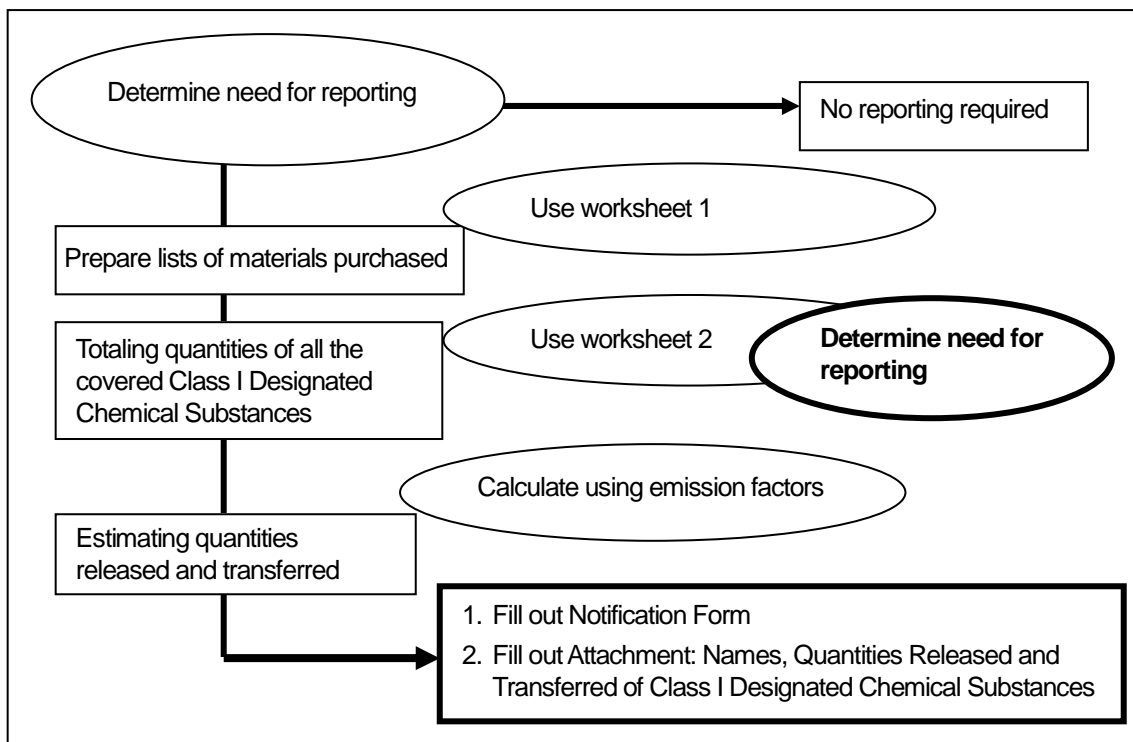 Determine need for reporting
No reporting required
Use worksheet 1
Prepare lists of materials purchased
Use worksheet 2
Determine need for
reporting
Totaling quantities of all the
covered Class I Designated
Chemical Substances
Calculate using emission factors
Estimating quantities
released and transferred
1. Fill out Notification Form
2. Fill out Attachment: Names, Quantities Released and
Transferred of Class I Designated Chemical Substances